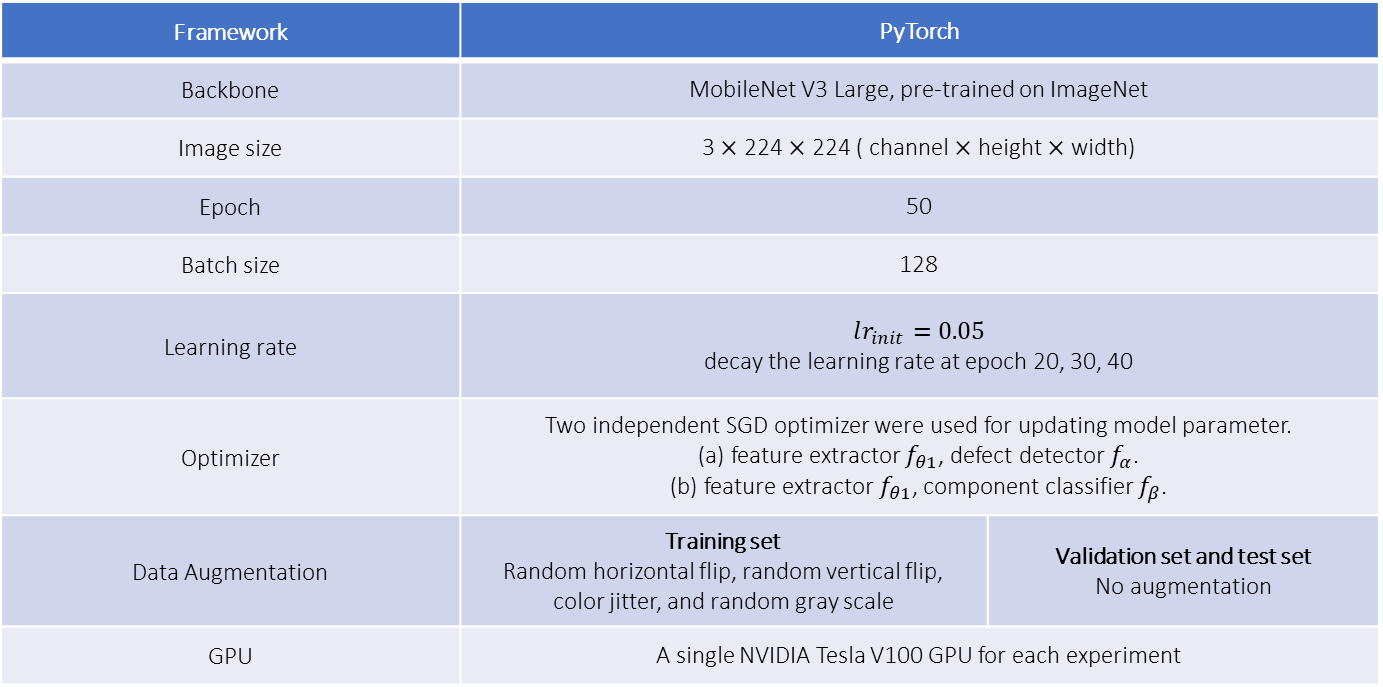 Framework
PyTorch
Backbone
MobileNet V3 Large, pre-trained on ImageNet
Image size
3 × 224 × 224 ( channel × height × width)
Epoch
50
Batch size
128
Learning rate
lr_init = 0.05
decay the learning rate at epoch 20, 30, 40
Optimizer
Two independent SGD optimizer were used for updating model parameter.
(a) feature extractor f_θ1, defect detector f_α.
(b) feature extractor f_θ1, component classifier f_β.
Data Augmentation
Training set
Random horizontal flip, random vertical flip,
color jitter, and random gray scale
Validation set and test set
No augmentation
GPU
A single NVIDIA Tesla V100 GPU for each experiment